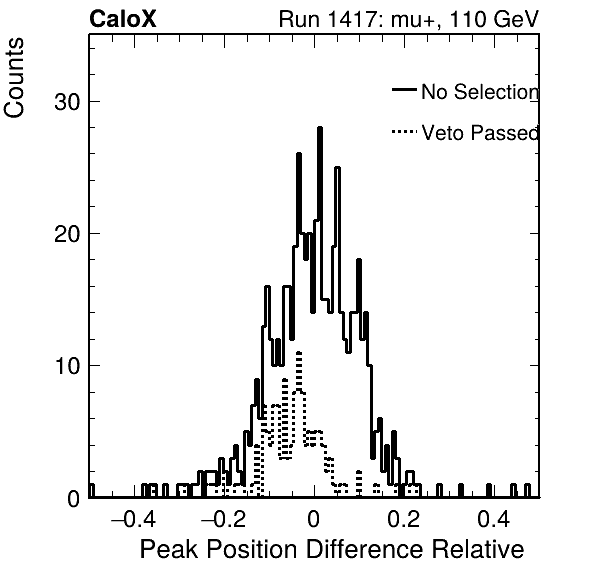 CaloX Run 1417: mu+, 110 GeV
Counts
No Selection
Veto Passed
30
20
10
0
−0.4 −0.2 0 0.2 0.4
Peak Position Difference Relative